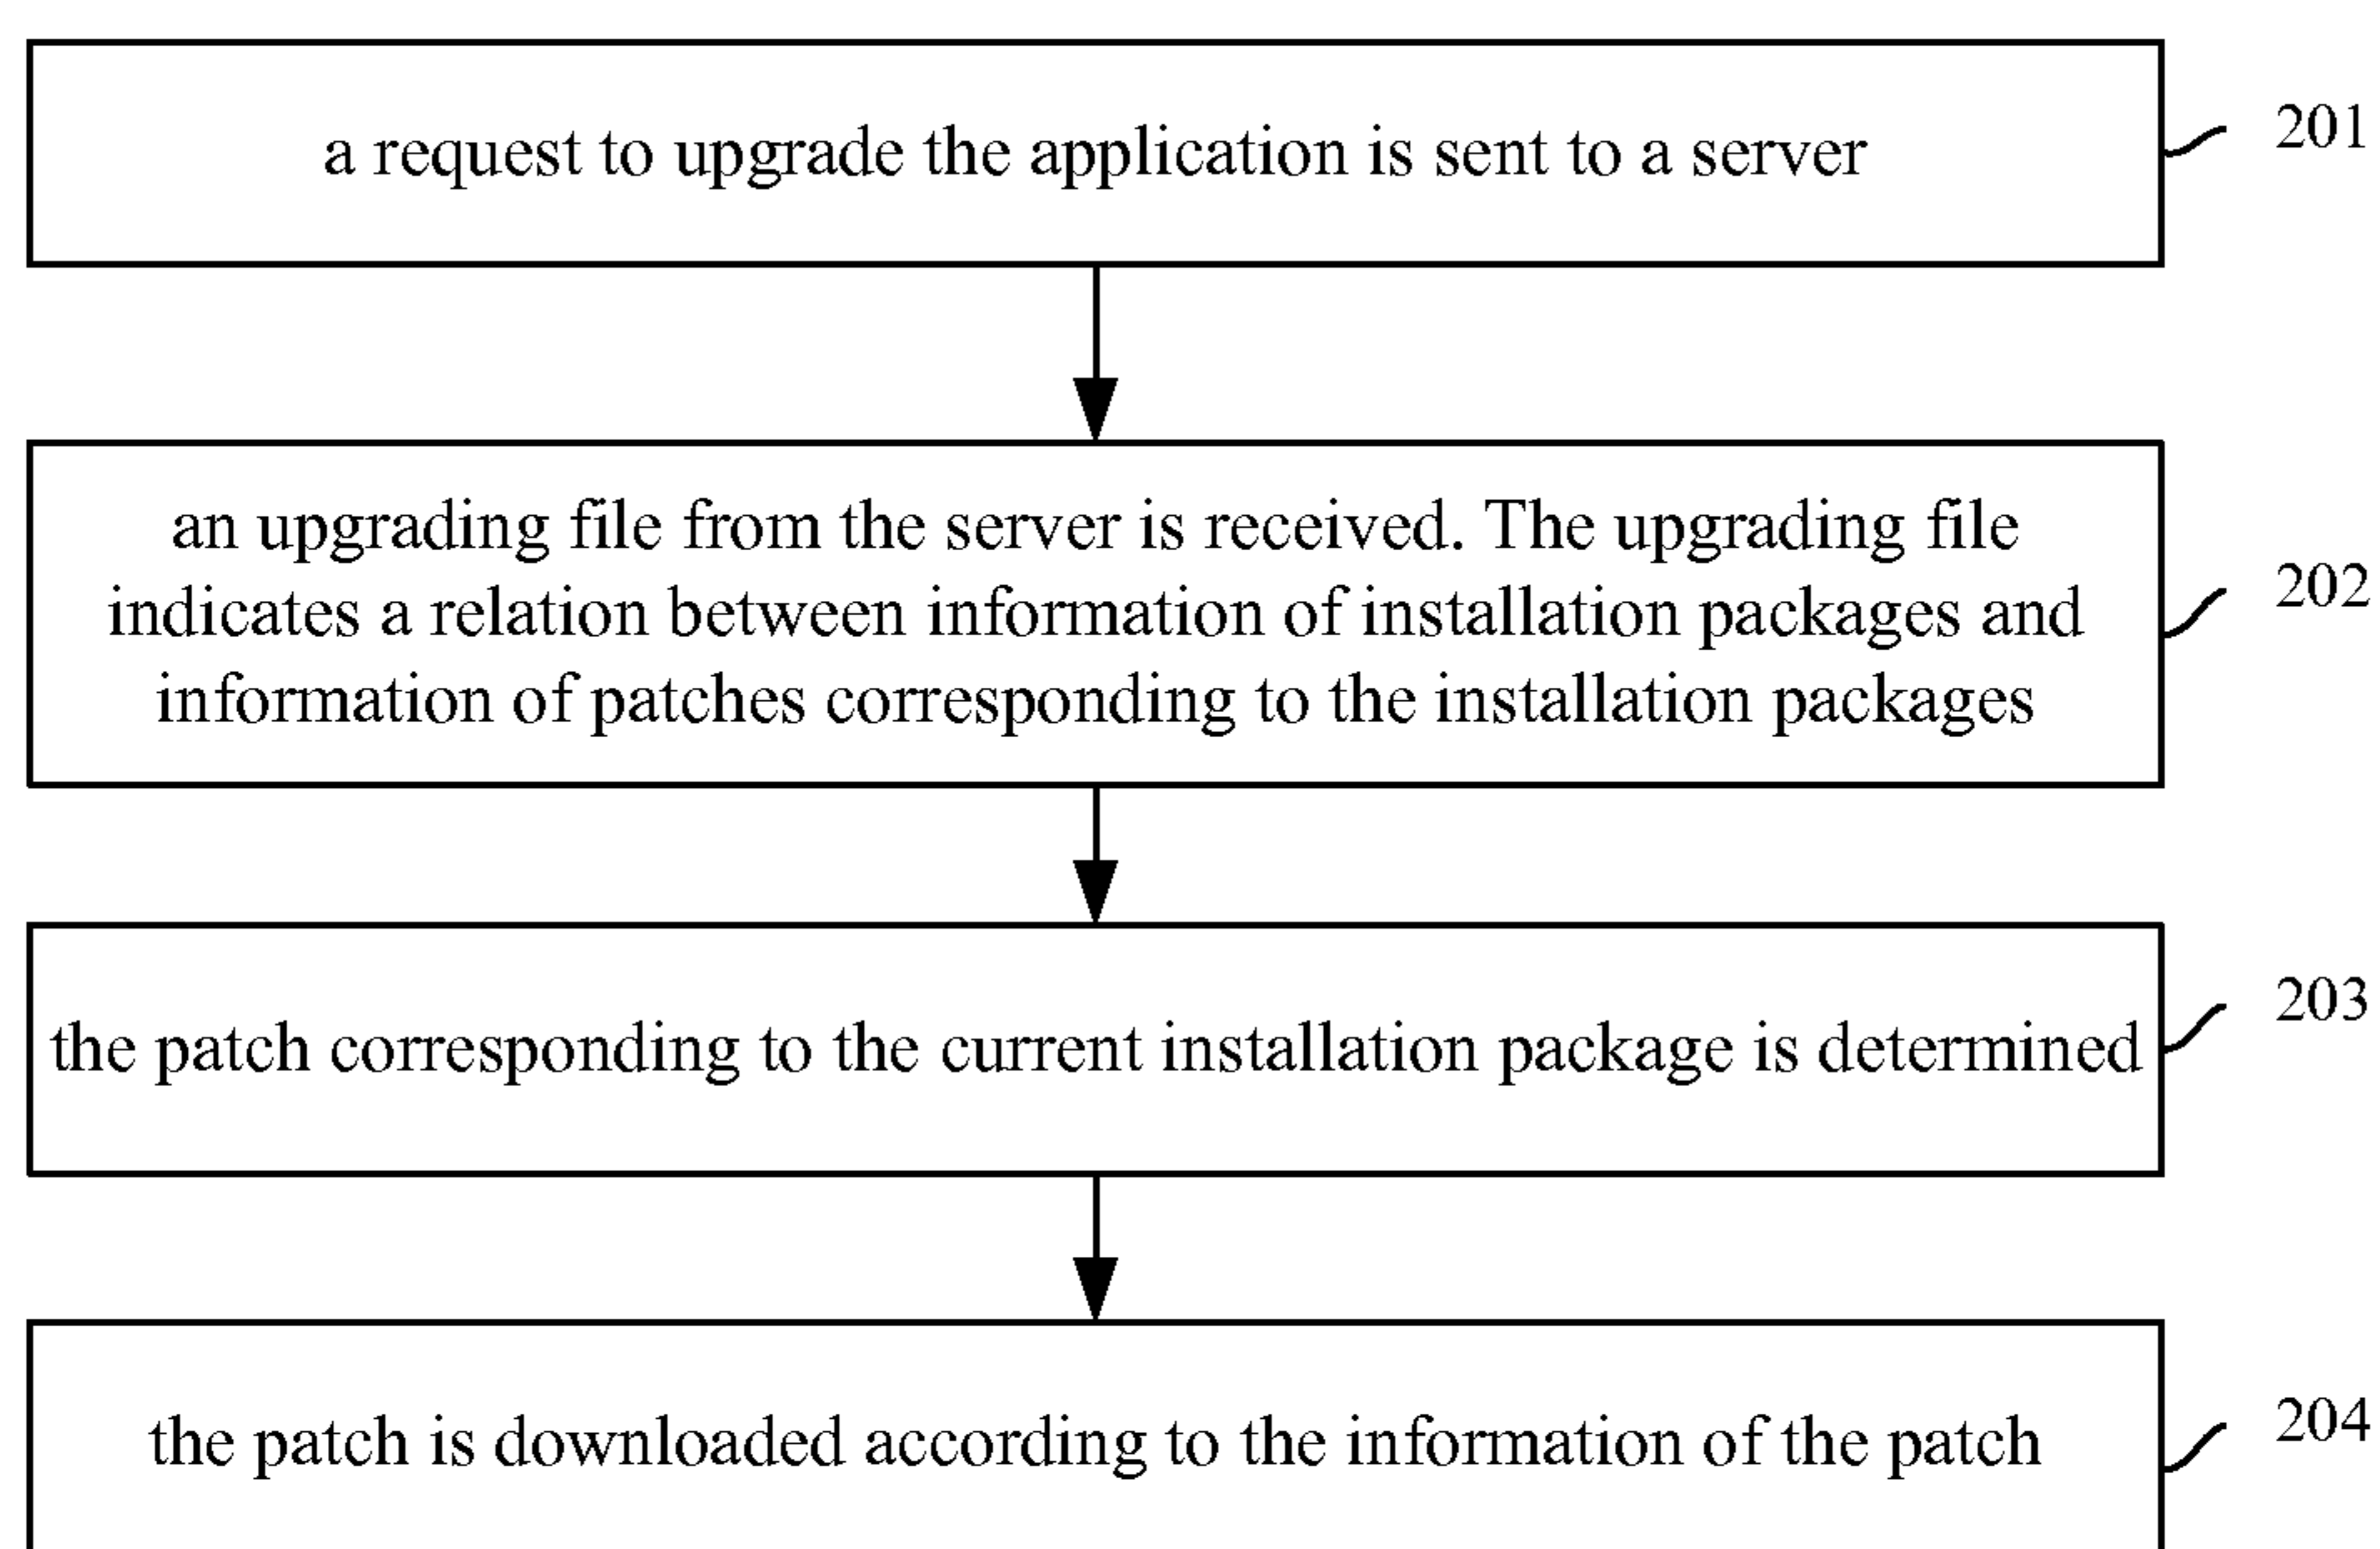 a request to upgrade the application is sent to a server
201
an upgrading file from the server is received. The upgrading file
indicates a relation between information of installation packages and
information of patches corresponding to the installation packages
202
the patch corresponding to the current installation package is determined
203
the patch is downloaded according to the information of the patch
204